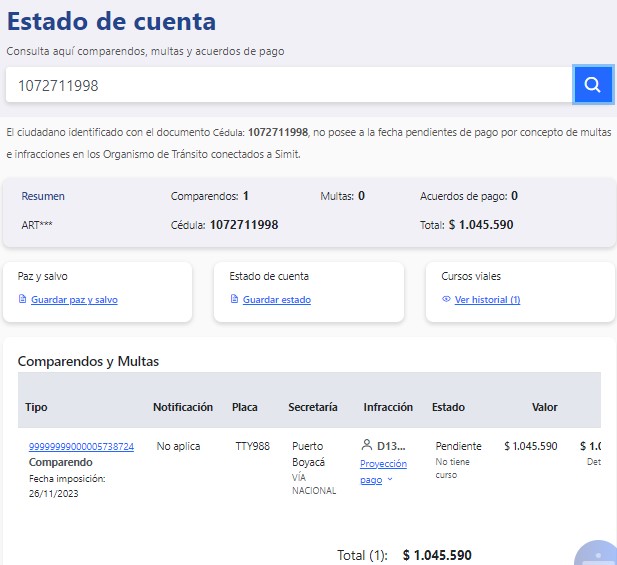 Estado de cuenta
Consulta aquí comparendos, multas y acuerdos de pago
1072711998
El ciudadano identificado con el documento Cédula: 1072711998, no posee a la fecha pendientes de pago por concepto de multas
e infracciones en los Organismo de Tránsito conectados a Simit.
Resumen Comparendos: 1 Multas: 0 Acuerdos de pago: 0
ART*** Cédula: 1072711998 Total: $ 1.045.590
Paz y salvo Estado de cuenta Cursos viales
Guardar paz y salvo Guardar estado Ver historial (1)
Comparendos y Multas
Tipo Notificación Placa Secretaría Infracción Estado Valor
99999999000005738724 No aplica TTY988 Puerto D13... Pendiente $ 1.045.590 $ 1.0
Comparendo Boyacá Proyección No tiene Det
Fecha imposición: VÍA pago curso
26/11/2023 NACIONAL
Total (1): $ 1.045.590